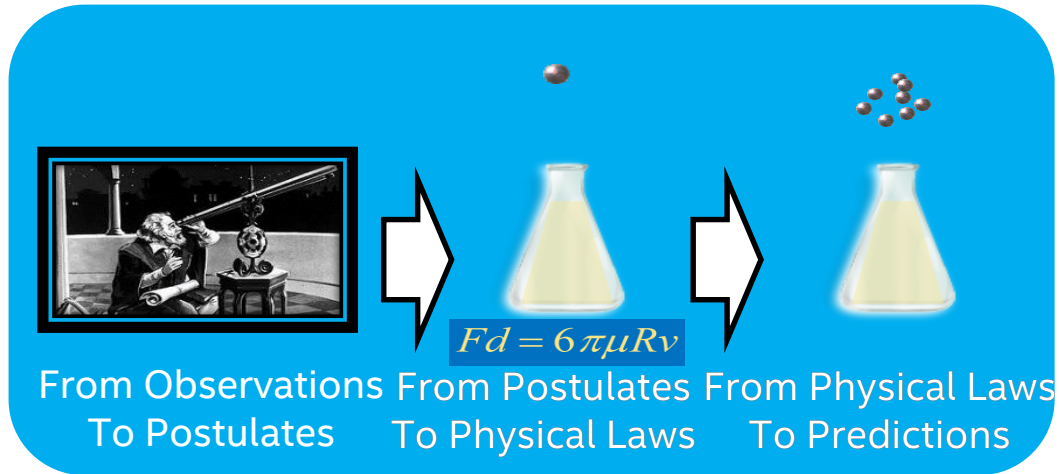 Fd = 6πμRv
From Observations
To Postulates
From Postulates
To Physical Laws
From Physical Laws
To Predictions